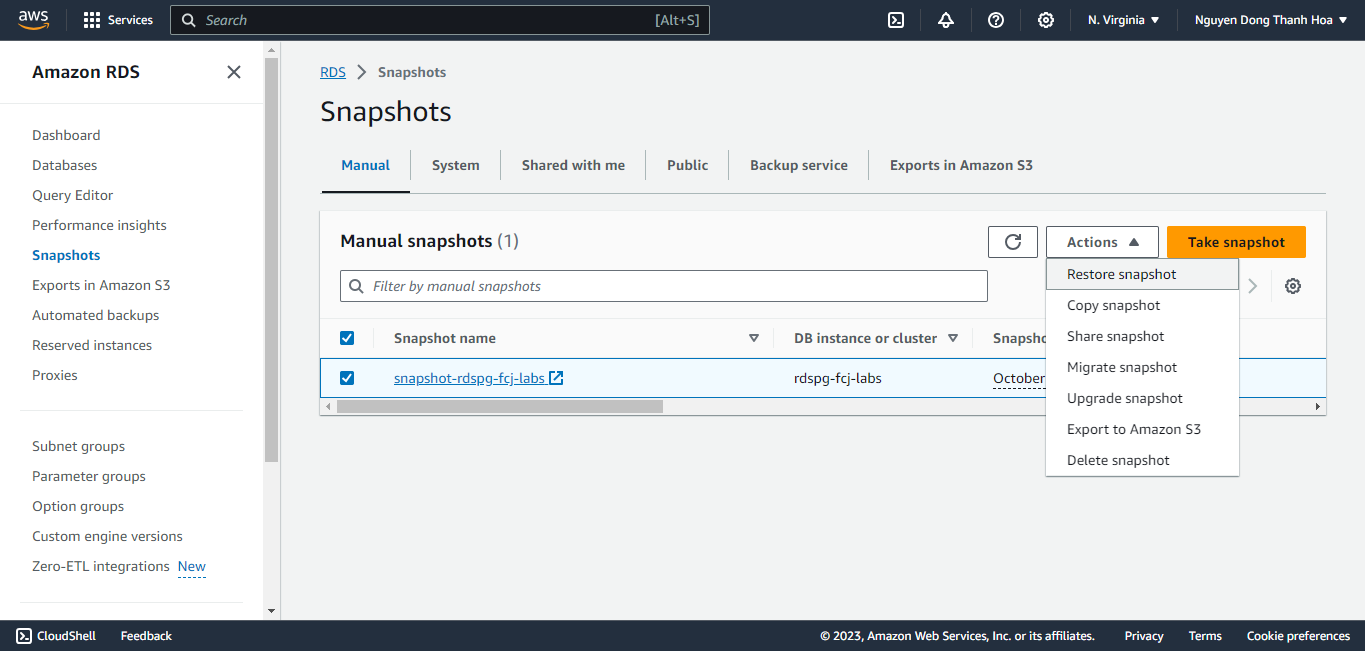 aws Services Search [Alt+S] N. Virginia Nguyen Dong Thanh Hoa
Amazon RDS
Dashboard
Databases
Query Editor
Performance insights
Snapshots
Exports in Amazon S3
Automated backups
Reserved instances
Proxies
Subnet groups
Parameter groups
Option groups
Custom engine versions
Zero-ETL integrations New
RDS Snapshots
Snapshots
Manual System Shared with me Public Backup service Exports in Amazon S3
Manual snapshots (1) Actions Take snapshot
Filter by manual snapshots
Snapshot name DB instance or cluster Snapsho
snapshot-rdspg-fcj-labs rdspg-fcj-labs October
Restore snapshot
Copy snapshot
Share snapshot
Migrate snapshot
Upgrade snapshot
Export to Amazon S3
Delete snapshot
CloudShell Feedback © 2023, Amazon Web Services, Inc. or its affiliates. Privacy Terms Cookie preferences